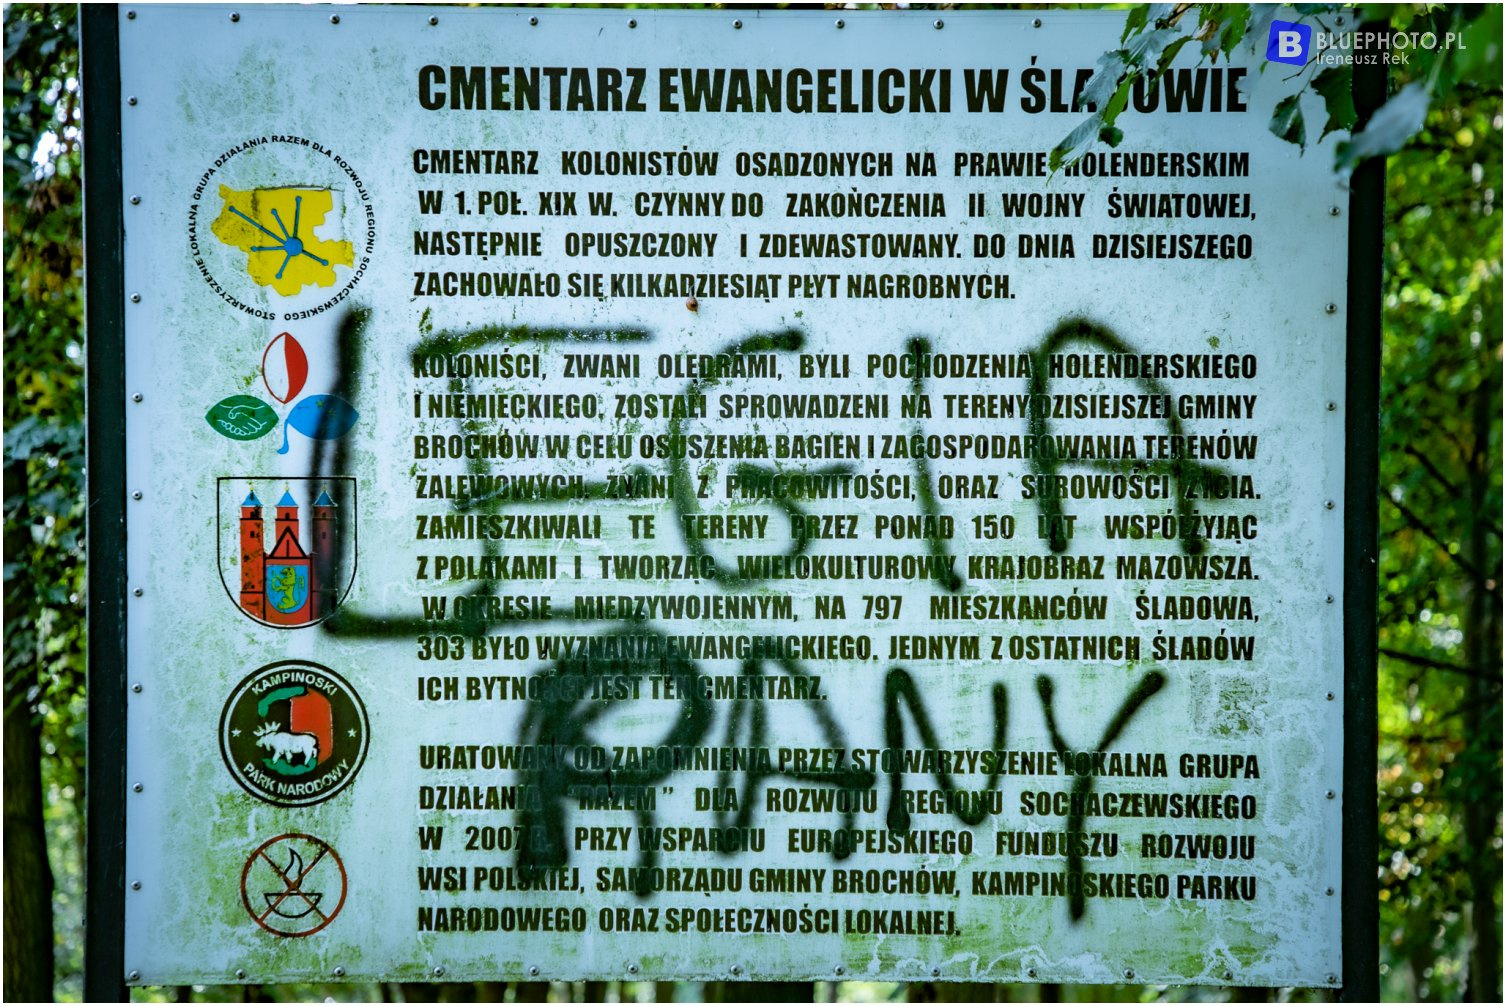 BLUEPHOTO.PL
Ireneusz Rek
CMENTARZ EWANGELICKI W ŚLADOWIE
CMENTARZ KOLONISTÓW OSADZONYCH NA PRAWIE HOLENDERSKIM
W 1. POŁ. XIX W. CZYNNY DO ZAKOŃCZENIA II WOJNY ŚWIATOWEJ,
NASTĘPNIE OPUSZCZONY I ZDEWASTOWANY. DO DNIA DZISIEJSZEGO
ZACHOWAŁO SIĘ KILKADZIESIĄT PŁYT NAGROBNYCH.
KOLONIŚCI, ZWANI OLĘDRAMI, BYLI POCHODZENIA HOLENDERSKIEGO
I NIEMIECKIEGO. ZOSTALI SPROWADZENI NA TERENY DZISIEJSZEJ GMINY
BROCHÓW W CELU OSUSZENIA BAGIEN I ZAGOSPODAROWANIA TERENÓW
ZALEWOWYCH. ZNANI Z PRACOWITOŚCI, ORAZ SUROWOŚCI ŻYCIA.
ZAMIESZKIWALI TE TERENY PRZEZ PONAD 150 LAT WSPÓŁŻYJĄC
Z POLAKAMI I TWORZĄC WIELOKULTUROWY KRAJOBRAZ MAZOWSZA.
W OKRESIE MIĘDZYWOJENNYM, NA 797 MIESZKAŃCÓW ŚLADOWA,
303 BYŁO WYZNANIA EWANGELICKIEGO. JEDNYM Z OSTATNICH ŚLADÓW
ICH BYTNOŚCI JEST TEN CMENTARZ.
URATOWANY OD ZAPOMNIENIA PRZEZ STOWARZYSZENIE LOKALNA GRUPA
DZIAŁANIA "RAZEM" DLA ROZWOJU REGIONU SOCHACZEWSKIEGO
W 2007 R. PRZY WSPARCIU EUROPEJSKIEGO FUNDUSZU ROZWOJU
WSI POLSKIEJ, SAMORZĄDU GMINY BROCHÓW, KAMPINOSKIEGO PARKU
NARODOWEGO ORAZ SPOŁECZNOŚCI LOKALNEJ.
STOWARZYSZENIE LOKALNA GRUPA DZIAŁANIA RAZEM DLA ROZWOJU REGIONU SOCHACZEWSKIEGO
KAMPINOSKI
PARK NARODOWY
LEGIA
RANY